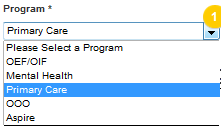 Program *
1
Primary Care
Please Select a Program
OEF/OIF
Mental Health
Primary Care
OOO
Aspire